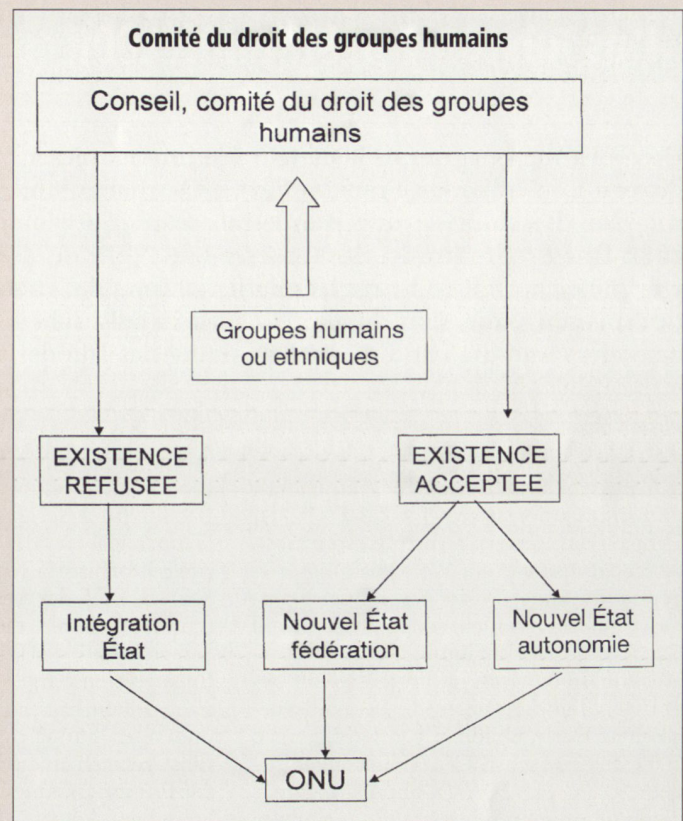 Comité du droit des groupes humains
Conseil, comité du droit des groupes
humains
Groupes humains
ou ethniques
EXISTENCE
REFUSEE
EXISTENCE
ACCEPTEE
Intégration
État
Nouvel État
fédération
Nouvel État
autonomie
ONU